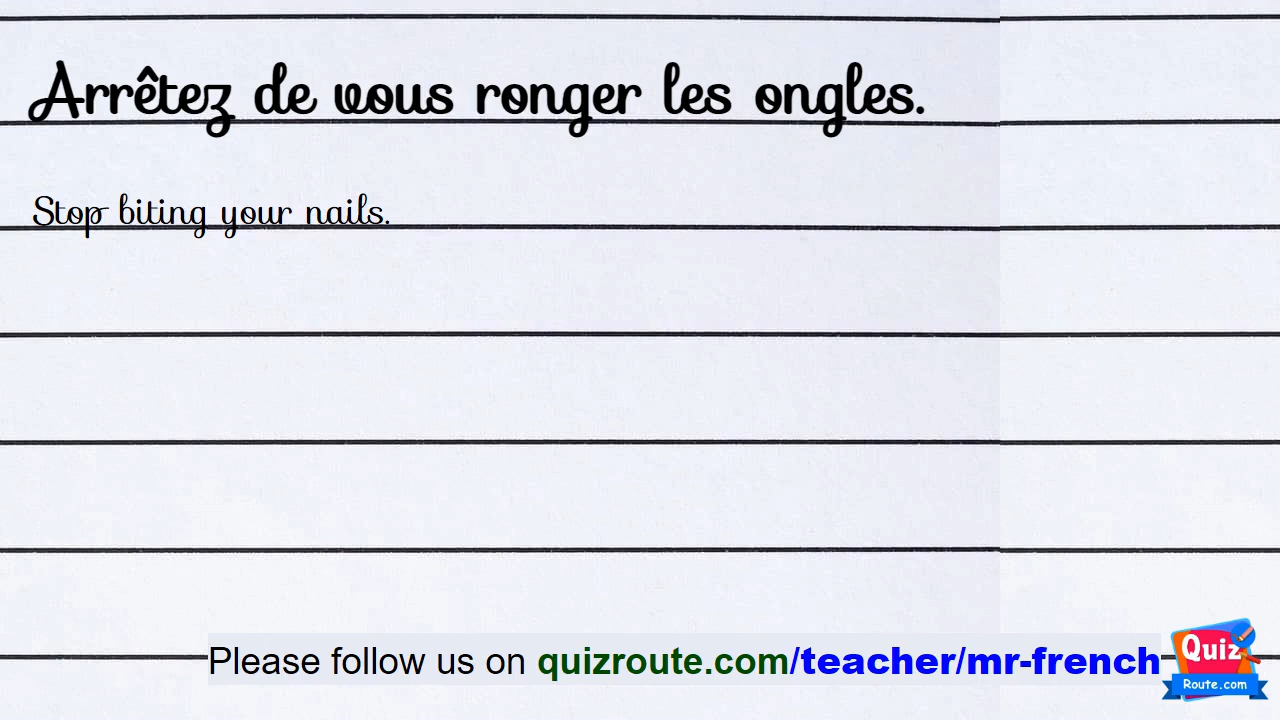 Arrêtez de vous ronger les ongles.
Stop biting your nails.
Please follow us on quizroute.com/teacher/mr-french
Quiz
Route.com